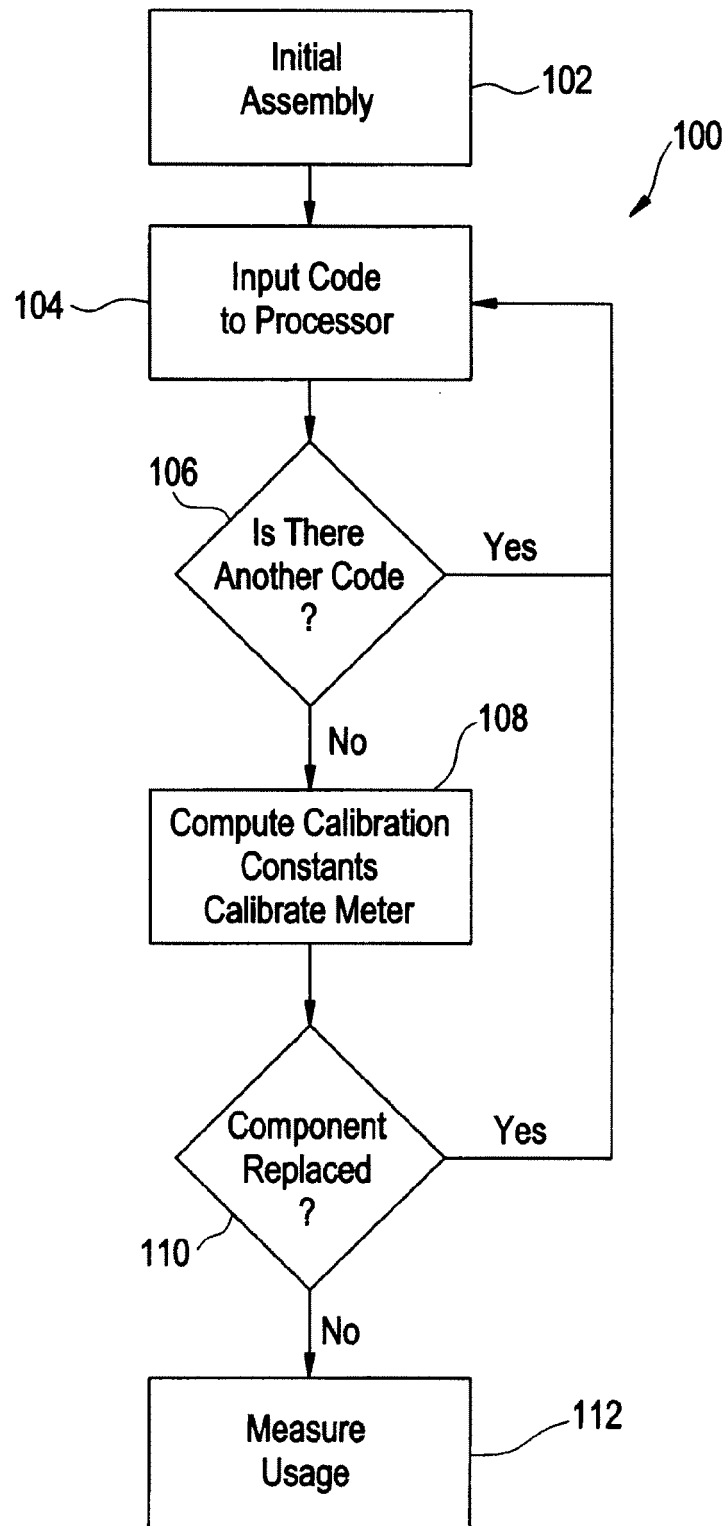 Initial
Assembly
102
100
Input Code
to Processor
104
106
Is There
Another Code
?
Yes
No
108
Compute Calibration
Constants
Calibrate Meter
Component
Replaced
?
Yes
110
No
Measure
Usage
112